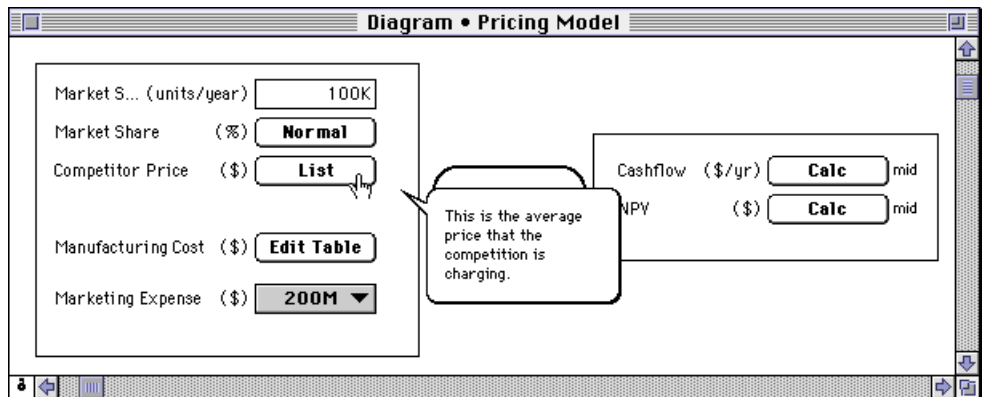 Diagram • Pricing Model
Market S... (units/year) 100K
Market Share (%) Normal
Competitor Price ($) List
Manufacturing Cost ($) Edit Table
Marketing Expense ($) 200M
This is the average
price that the
competition is
charging.
Cashflow ($/yr) Calc mid
NPV ($) Calc mid